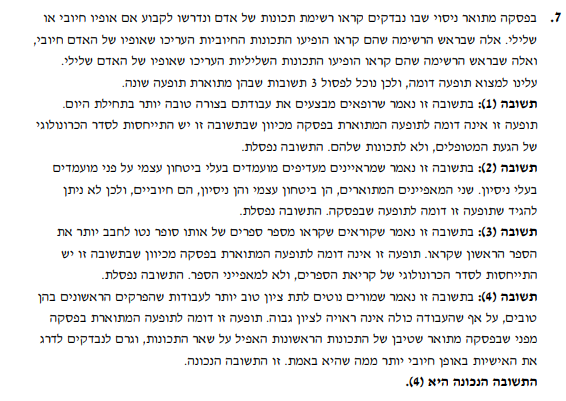 7. בפסקה מתואר ניסוי שבו נבדקים קראו רשימת תכונות של אדם ונדרשו לקבוע אם אופיו חיובי או
שלילי. אלה שבראש הרשימה שהם קראו הופיעו התכונות החיוביות העריכו שאופיו של האדם חיובי,
ואלה שבראש הרשימה שהם קראו הופיעו התכונות השליליות העריכו שאופיו של האדם שלילי.
עלינו למצוא תופעה דומה, ולכן נוכל לפסול 3 תשובות שבהן מתוארת תופעה שונה.
תשובה (1): בתשובה זו נאמר שרופאים מבצעים את עבודתם בצורה טובה יותר בתחילת היום.
תופעה זו אינה דומה לתופעה המתוארת בפסקה מכיוון שבתשובה זו יש התייחסות לסדר הכרונולוגי
של הגעת המטופלים, ולא לתכונות שלהם. התשובה נפסלת.
תשובה (2): בתשובה זו נאמר שמראיינים מעדיפים מועמדים בעלי ביטחון עצמי על פני מועמדים
בעלי ניסיון. שני המאפיינים המתוארים, הן ביטחון עצמי והן ניסיון, הם חיוביים, ולכן לא ניתן
להגיד שתופעה זו דומה לתופעה שבפסקה. התשובה נפסלת.
תשובה (3): בתשובה זו נאמר שקוראים שקראו מספר ספרים של אותו סופר נטו לחבב יותר את
הספר הראשון שקראו. תופעה זו אינה דומה לתופעה המתוארת בפסקה מכיוון שבתשובה זו יש
התייחסות לסדר הכרונולוגי של קריאת הספרים, ולא למאפייני הספר. התשובה נפסלת.
תשובה (4): בתשובה זו נאמר שמורים נוטים לתת ציון טוב יותר לעבודות שהפרקים הראשונים בהן
טובים, על אף שהעבודה כולה אינה ראויה לציון גבוה. תופעה זו דומה לתופעה המתוארת בפסקה
מפני שבפסקה מתואר שטיבן של התכונות הראשונות האפיל על שאר התכונות, וגרם לנבדקים לדרג
את האישיות באופן חיובי יותר ממה שהיא באמת. זו התשובה הנכונה.
התשובה הנכונה היא (4).